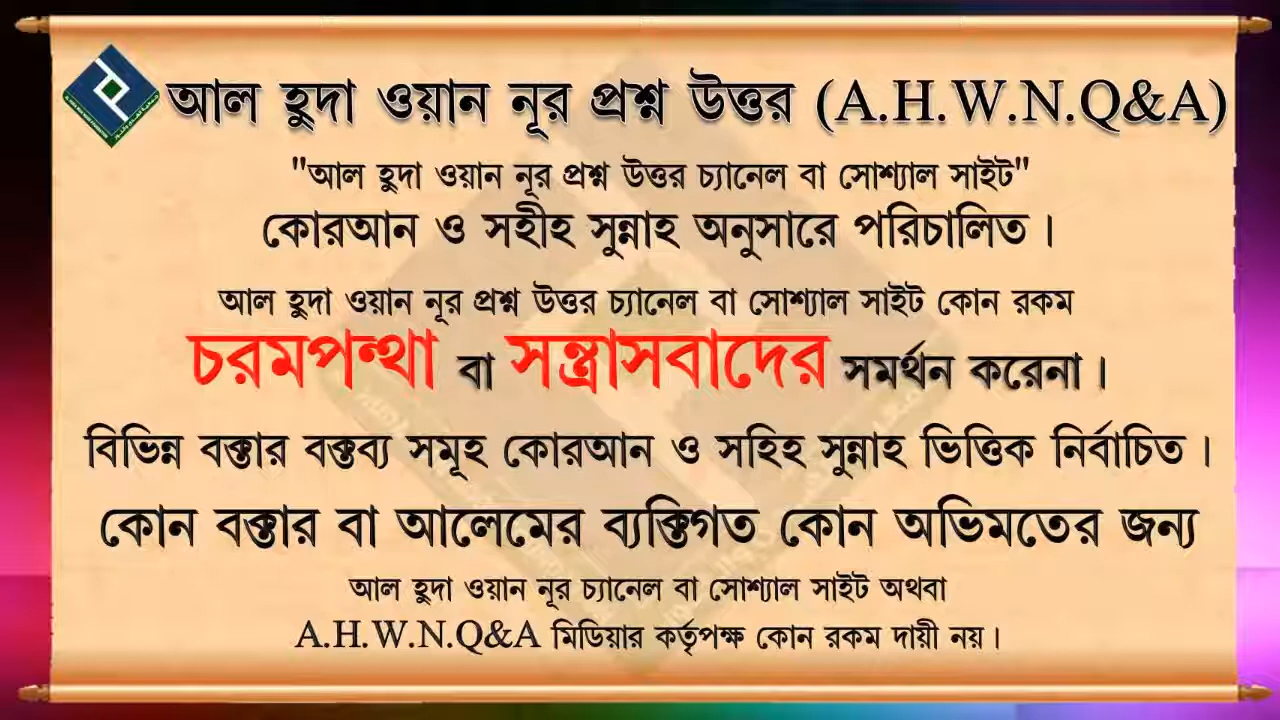 আল হুদা ওয়ান নূর প্রশ্ন উত্তর (A.H.W.N.Q&A)
"আল হুদা ওয়ান নূর প্রশ্ন উত্তর চ্যানেল বা সোশ্যাল সাইট"
কোরআন ও সহীহ সুন্নাহ অনুসারে পরিচালিত।
আল হুদা ওয়ান নূর প্রশ্ন উত্তর চ্যানেল বা সোশ্যাল সাইট কোন রকম
চরমপন্থা বা সন্ত্রাসবাদের সমর্থন করেনা।
বিভিন্ন বক্তার বক্তব্য সমূহ কোরআন ও সহিহ সুন্নাহ ভিত্তিক নির্বাচিত।
কোন বক্তার বা আলেমের ব্যক্তিগত কোন অভিমতের জন্য
আল হুদা ওয়ান নূর চ্যানেল বা সোশ্যাল সাইট অথবা
A.H.W.N.Q&A মিডিয়ার কর্তৃপক্ষ কোন রকম দায়ী নয়।